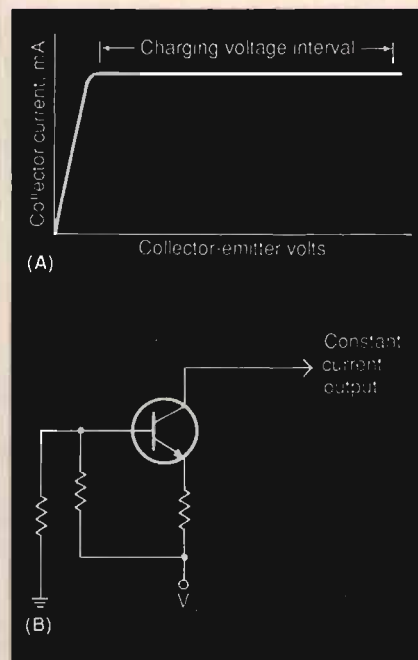 Charging voltage interval
Collector current, mA
Collector-emitter volts
(A)
Constant
current
output
V
(B)